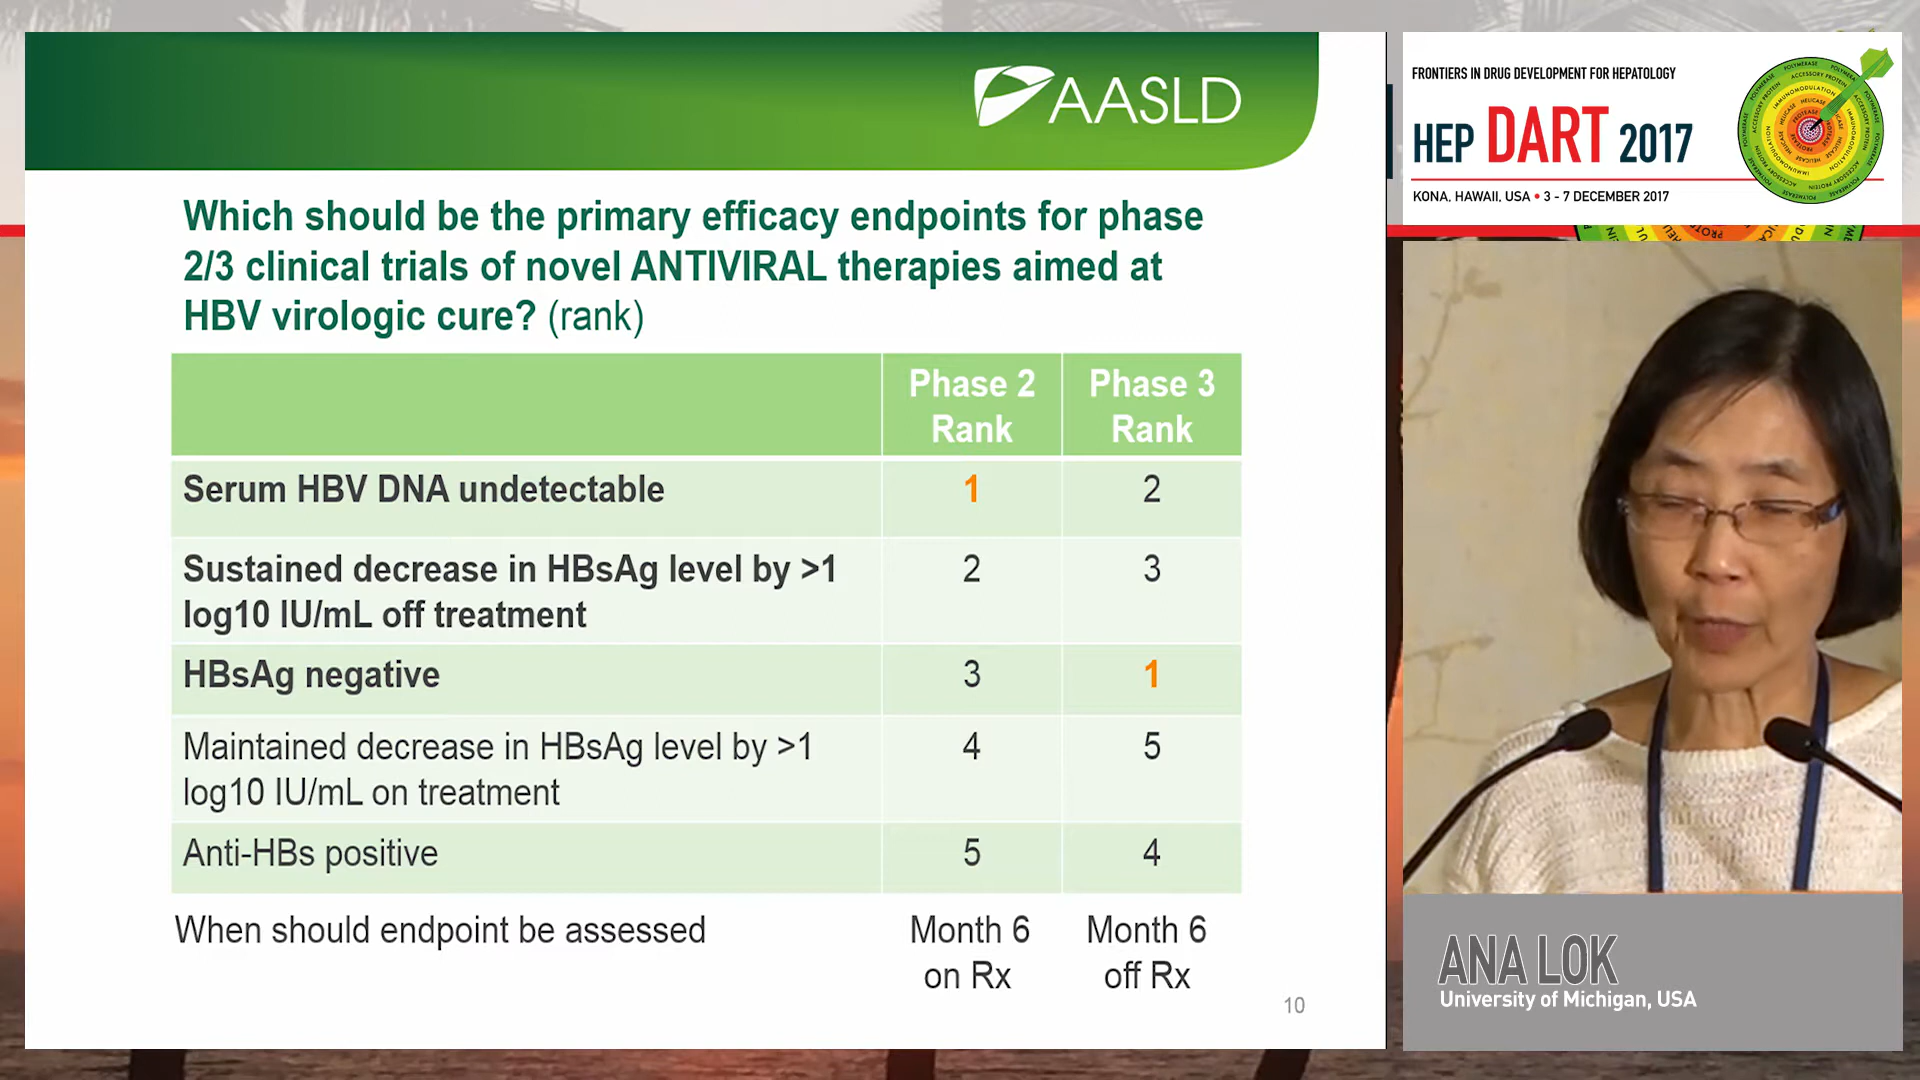 AASLD
Which should be the primary efficacy endpoints for phase
2/3 clinical trials of novel ANTIVIRAL therapies aimed at
HBV virologic cure? (rank)
Phase 2 Rank
Phase 3 Rank
Serum HBV DNA undetectable 1 2
Sustained decrease in HBsAg level by >1 2 3
log10 IU/mL off treatment
HBsAg negative 3 1
Maintained decrease in HBsAg level by >1 4 5
log10 IU/mL on treatment
Anti-HBs positive 5 4
When should endpoint be assessed Month 6 Month 6
on Rx off Rx
10
FRONTIERS IN DRUG DEVELOPMENT FOR HEPATOLOGY
HEP DART 2017
KONA, HAWAII, USA • 3 - 7 DECEMBER 2017
ANA LOK
University of Michigan, USA